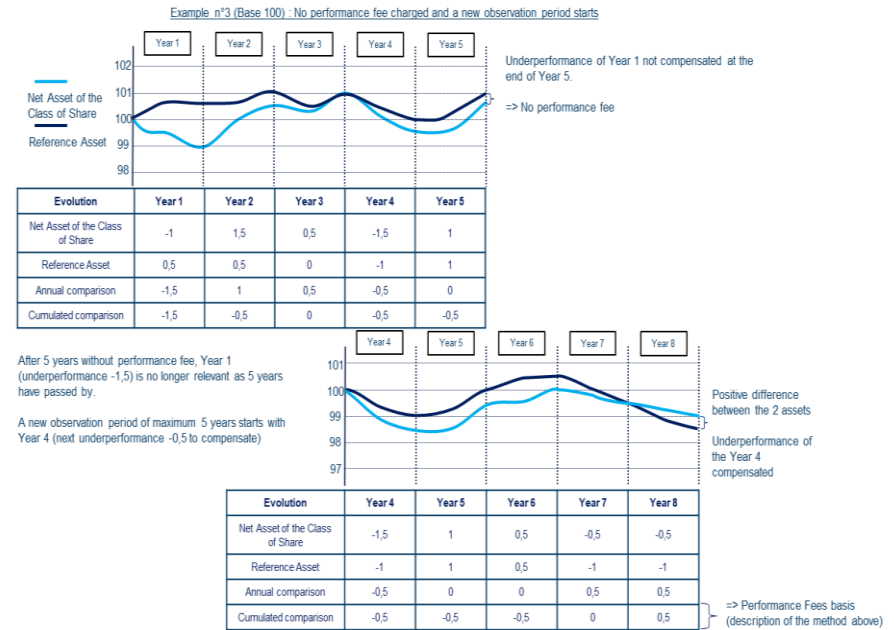 Example n°3 (Base 100) : No performance fee charged and a new observation period starts
Year 1 Year 2 Year 3 Year 4 Year 5
102
101
100
99
98
Net Asset of the
Class of Share
Reference Asset
Underperformance of Year 1 not compensated at the
end of Year 5.
=> No performance fee
Evolution Year 1 Year 2 Year 3 Year 4 Year 5
Net Asset of the Class
of Share -1 1,5 0,5 -1,5 1
Reference Asset 0,5 0,5 0 -1 1
Annual comparison -1,5 1 0,5 -0,5 0
Cumulated comparison -1,5 -0,5 0 -0,5 -0,5
After 5 years without performance fee, Year 1
(underperformance -1,5) is no longer relevant as 5 years
have passed by.
A new observation period of maximum 5 years starts with
Year 4 (next underperformance -0,5 to compensate)
Year 4 Year 5 Year 6 Year 7 Year 8
101
100
99
98
97
Positive difference
between the 2 assets
Underperformance of
the Year 4
compensated
Evolution Year 4 Year 5 Year 6 Year 7 Year 8
Net Asset of the Class
of Share -1,5 1 0,5 -0,5 -0,5
Reference Asset -1 1 0,5 -1 -1
Annual comparison -0,5 0 0 0,5 0,5
Cumulated comparison -0,5 -0,5 -0,5 0 0,5
=> Performance Fees basis
(description of the method above)